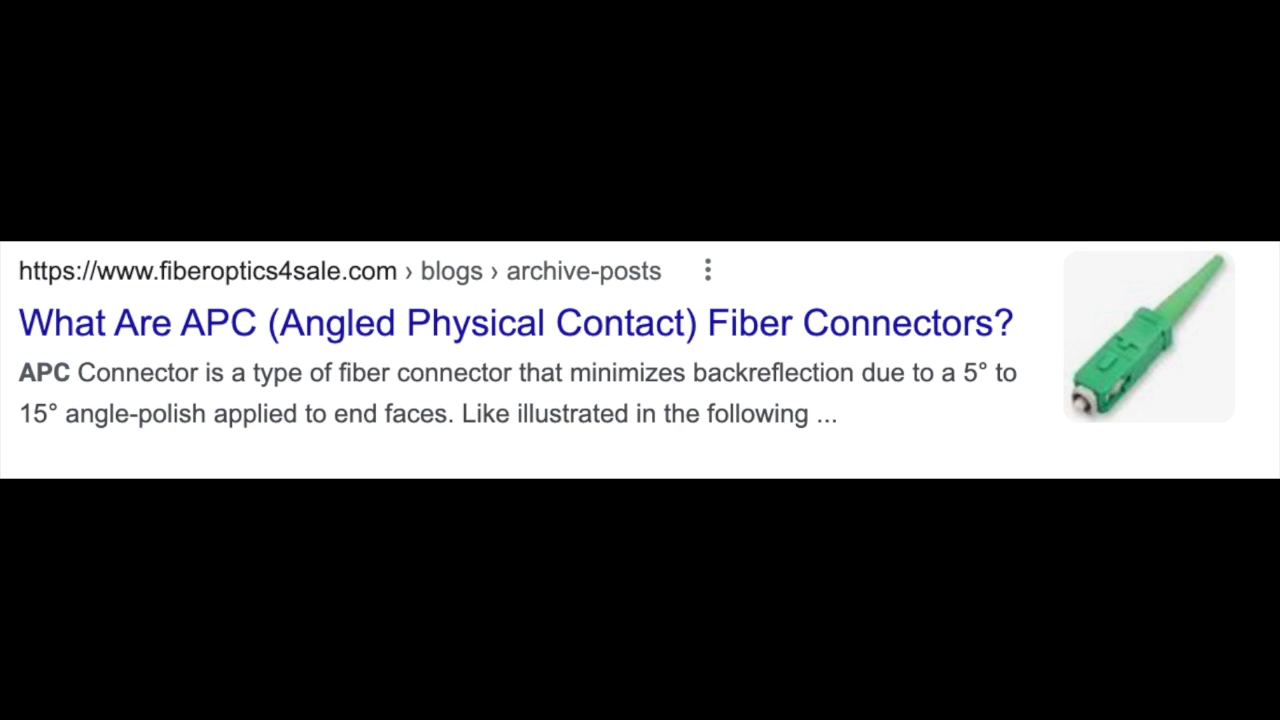 https://www.fiberoptics4sale.com › blogs › archive-posts
What Are APC (Angled Physical Contact) Fiber Connectors?
APC Connector is a type of fiber connector that minimizes backreflection due to a 5° to
15° angle-polish applied to end faces. Like illustrated in the following ...